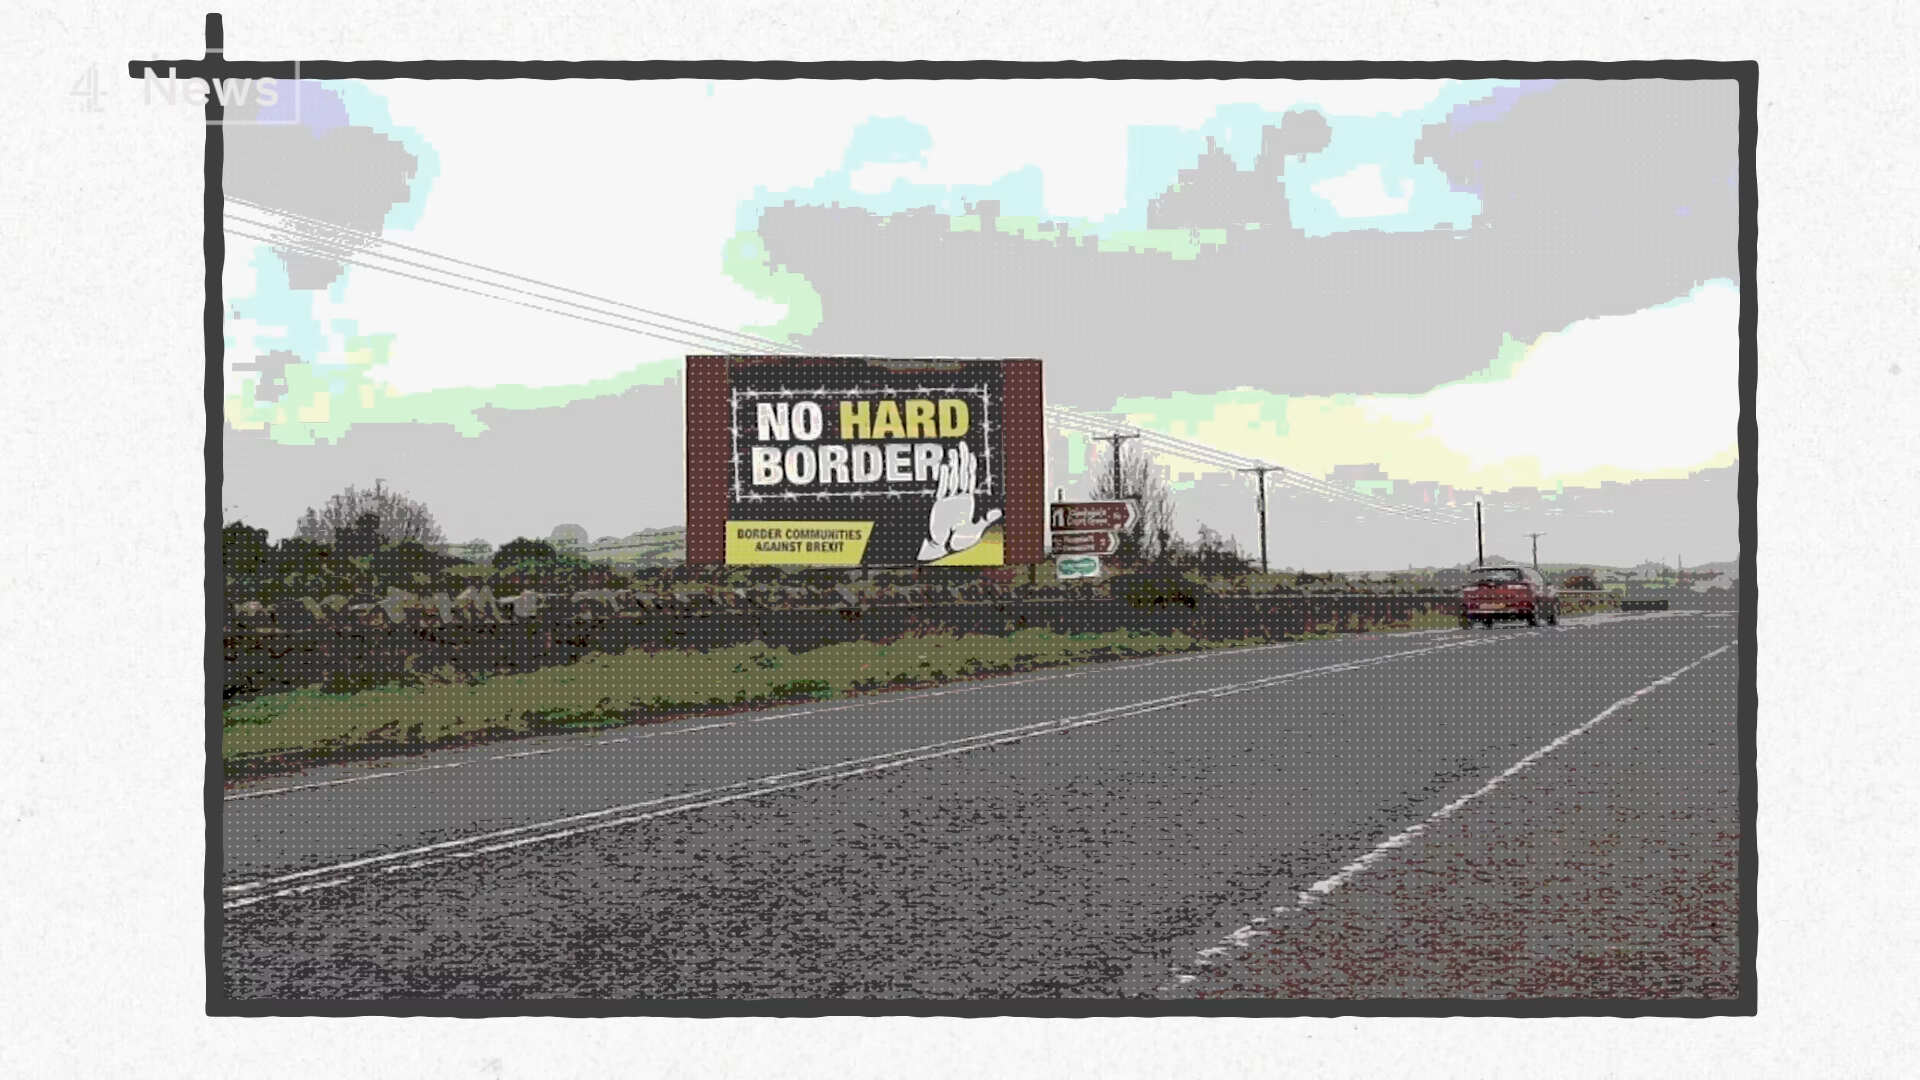 4 News
NO HARD
BORDER
BORDER COMMUNITIES
AGAINST BREXIT